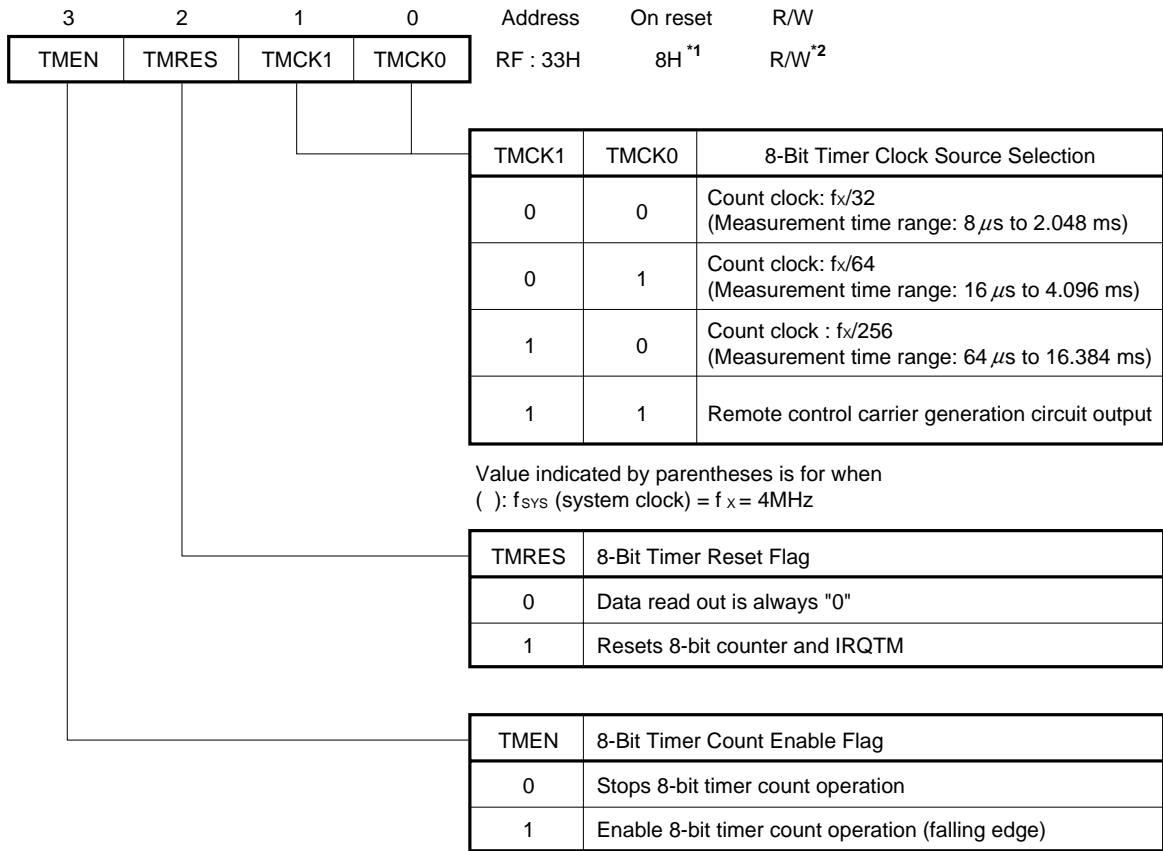 3 2 1 0 Address On reset R/W
TMEN TMRES TMCK1 TMCK0 RF : 33H 8H *1 R/W *2
TMCK1 TMCK0 8-Bit Timer Clock Source Selection
0 0 Count clock: fX/32
(Measurement time range: 8 μs to 2.048 ms)
0 1 Count clock: fX/64
(Measurement time range: 16 μs to 4.096 ms)
1 0 Count clock : fX/256
(Measurement time range: 64 μs to 16.384 ms)
1 1 Remote control carrier generation circuit output
Value indicated by parentheses is for when
( ): fSYS (system clock) = f X = 4MHz
TMRES 8-Bit Timer Reset Flag
0 Data read out is always "0"
1 Resets 8-bit counter and IRQTM
TMEN 8-Bit Timer Count Enable Flag
0 Stops 8-bit timer count operation
1 Enable 8-bit timer count operation (falling edge)